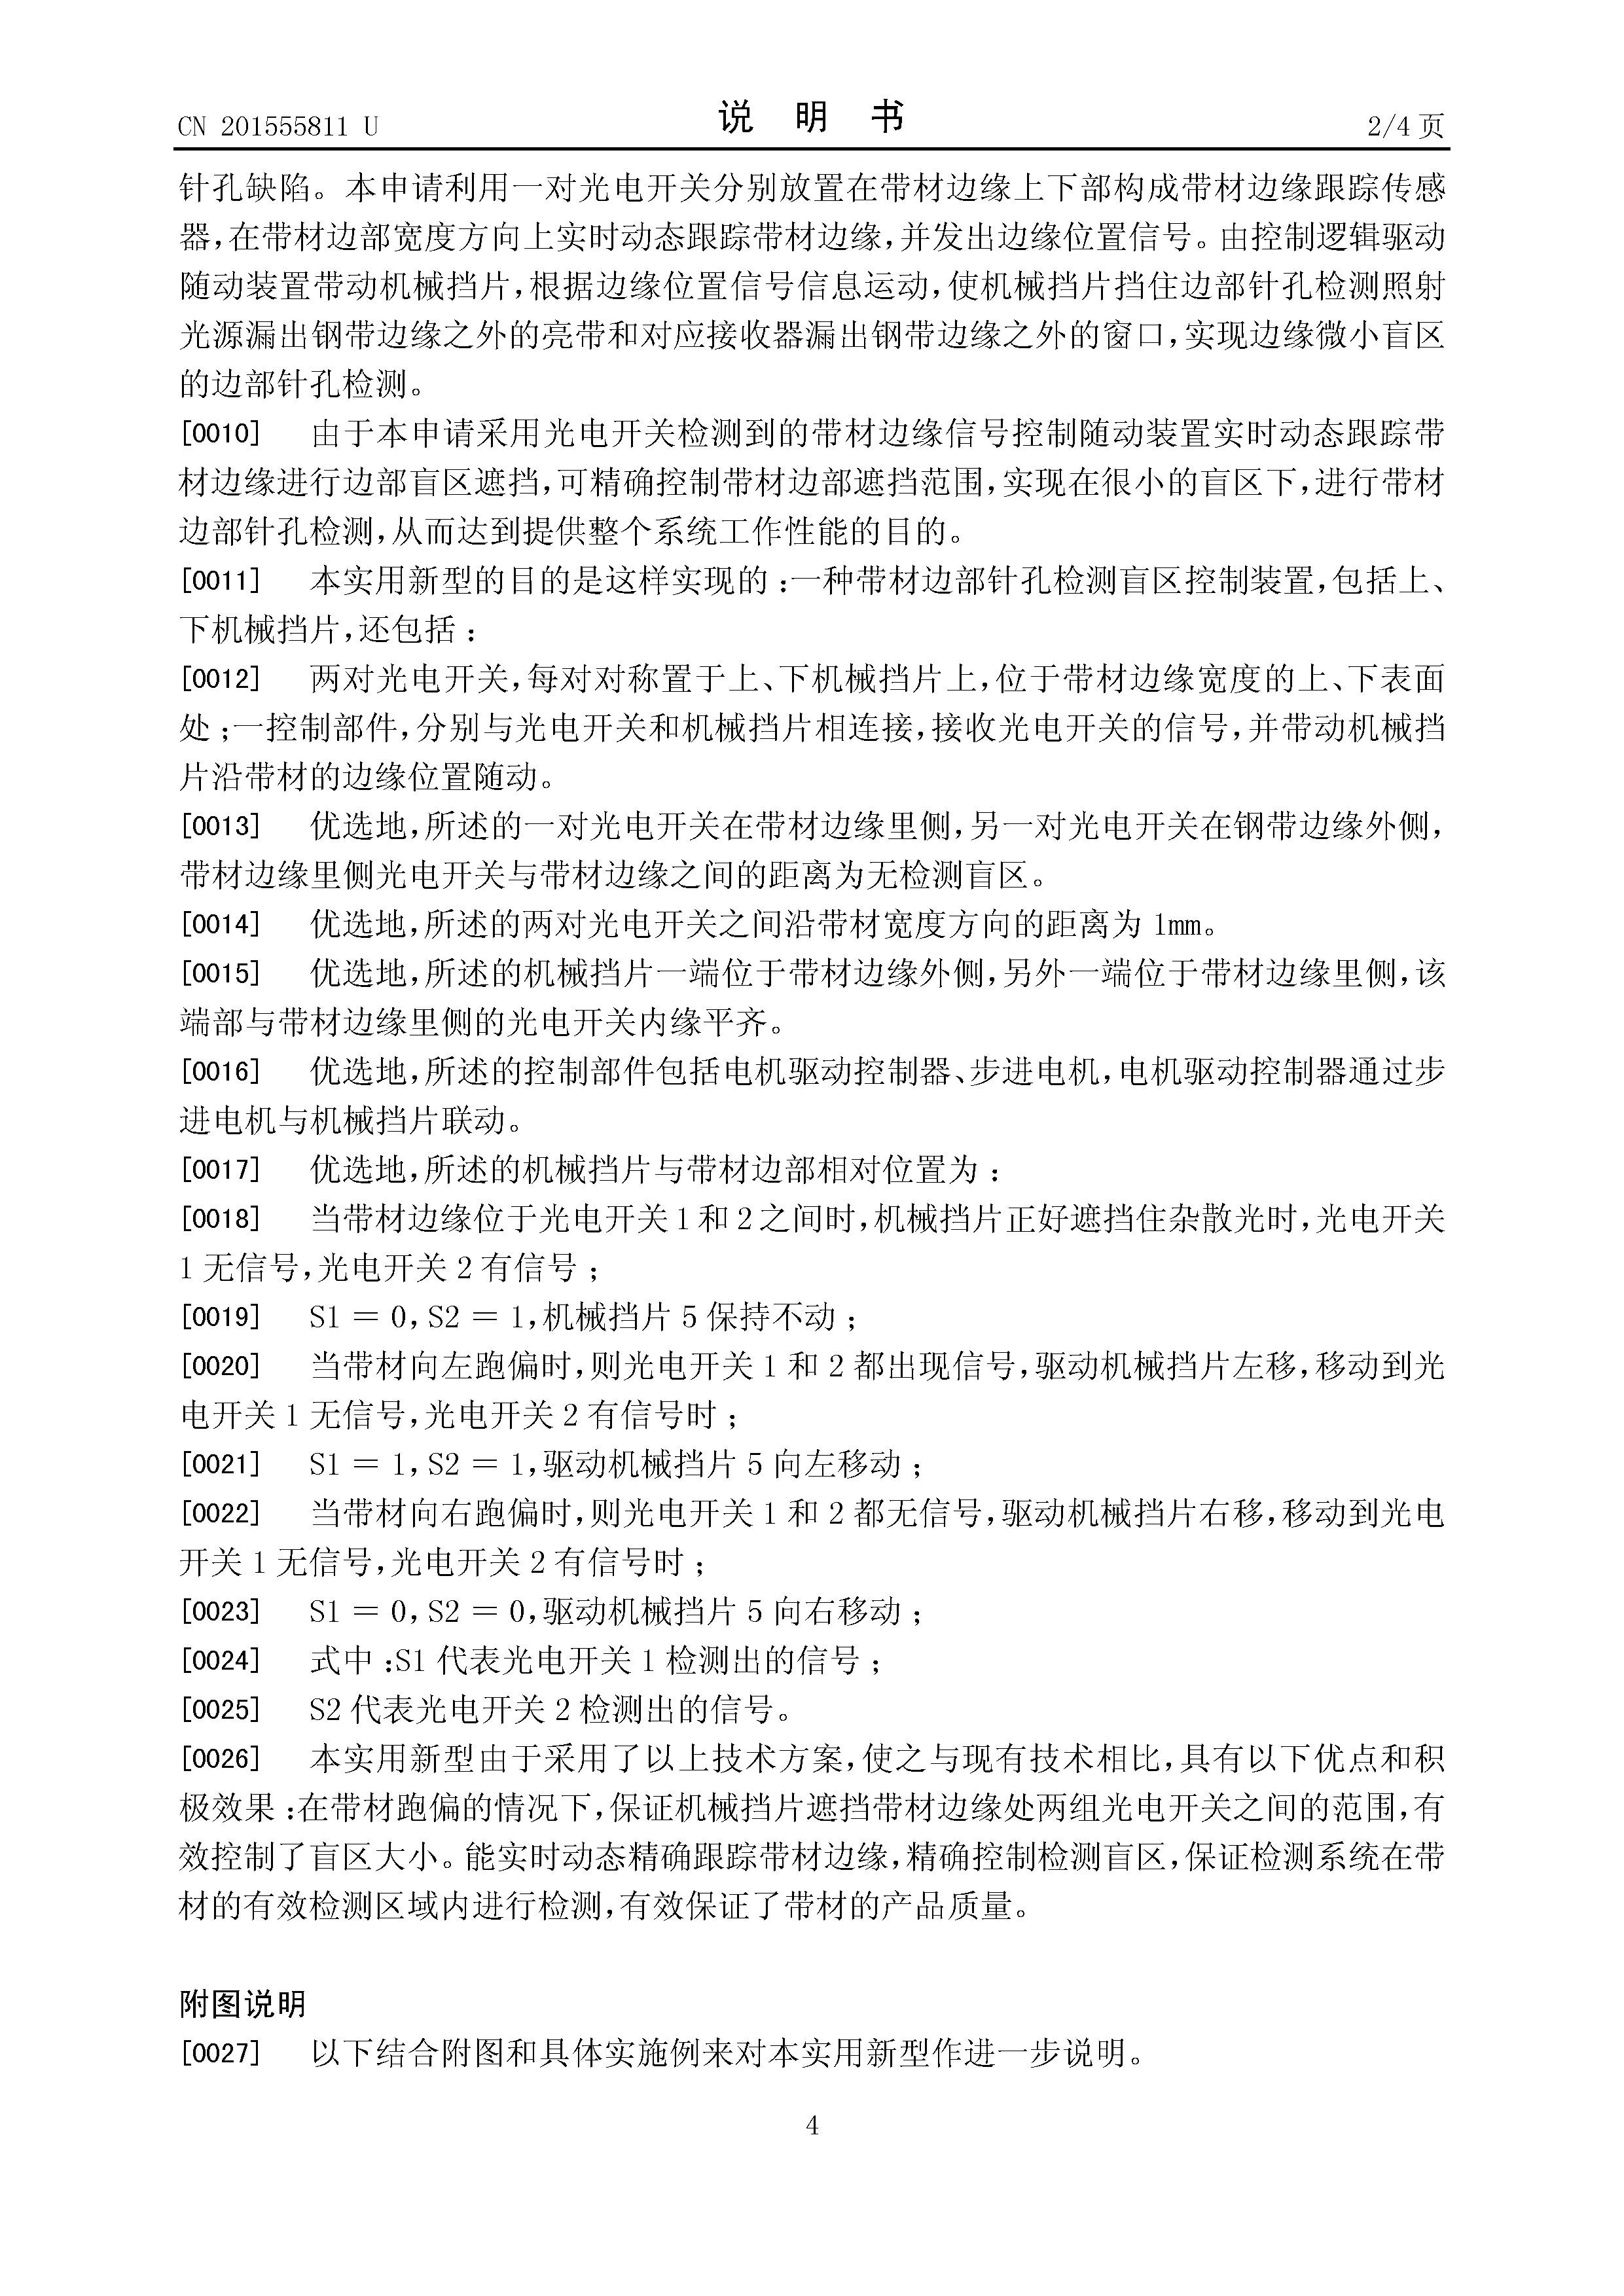 CN 201555811 U
说 明 书
2/4 页
针孔缺陷。本申请利用一对光电开关分别放置在带材边缘上下部构成带材边缘跟踪传感
器,在带材边部宽度方向上实时动态跟踪带材边缘,并发出边缘位置信号。由控制逻辑驱动
随动装置带动机械挡片,根据边缘位置信号信息运动,使机械挡片挡住边部针孔检测照射
光源漏出钢带边缘之外的亮带和对应接收器漏出钢带边缘之外的窗口,实现边缘微小盲区
的边部针孔检测。
[0010] 由于本申请采用光电开关检测到的带材边缘信号控制随动装置实时动态跟踪带
材边缘进行边部盲区遮挡,可精确控制带材边部遮挡范围,实现在很小的盲区下,进行带材
边部针孔检测,从而达到提供整个系统工作性能的目的。
[0011] 本实用新型的目的是这样实现的:一种带材边部针孔检测盲区控制装置,包括上、
下机械挡片,还包括:
[0012] 两对光电开关,每对对称置于上、下机械挡片上,位于带材边缘宽度的上、下表面
处;一控制部件,分别与光电开关和机械挡片相连接,接收光电开关的信号,并带动机械挡
片沿带材的边缘位置随动。
[0013] 优选地,所述的一对光电开关在带材边缘里侧,另一对光电开关在钢带边缘外侧,
带材边缘里侧光电开关与带材边缘之间的距离为无检测盲区。
[0014] 优选地,所述的两对光电开关之间沿带材宽度方向的距离为 1mm。
[0015] 优选地,所述的机械挡片一端位于带材边缘外侧,另外一端位于带材边缘里侧,该
端部与带材边缘里侧的光电开关内缘平齐。
[0016] 优选地,所述的控制部件包括电机驱动控制器、步进电机,电机驱动控制器通过步
进电机与机械挡片联动。
[0017] 优选地,所述的机械挡片与带材边部相对位置为:
[0018] 当带材边缘位于光电开关 1 和 2 之间时,机械挡片正好遮挡住杂散光时,光电开关
1 无信号,光电开关 2 有信号;
[0019] S1 = 0,S2 = 1,机械挡片 5 保持不动;
[0020] 当带材向左跑偏时,则光电开关 1 和 2 都出现信号,驱动机械挡片左移,移动到光
电开关 1 无信号,光电开关 2 有信号时;
[0021] S1 = 1,S2 = 1,驱动机械挡片 5 向左移动;
[0022] 当带材向右跑偏时,则光电开关 1 和 2 都无信号,驱动机械挡片右移,移动到光电
开关 1 无信号,光电开关 2 有信号时;
[0023] S1 = 0,S2 = 0,驱动机械挡片 5 向右移动;
[0024] 式中:S1 代表光电开关 1 检测出的信号;
[0025] S2 代表光电开关 2 检测出的信号。
[0026] 本实用新型由于采用了以上技术方案,使之与现有技术相比,具有以下优点和积
极效果:在带材跑偏的情况下,保证机械挡片遮挡带材边缘处两组光电开关之间的范围,有
效控制了盲区大小。能实时动态精确跟踪带材边缘,精确控制检测盲区,保证检测系统在带
材的有效检测区域内进行检测,有效保证了带材的产品质量。
附图说明
[0027] 以下结合附图和具体实施例来对本实用新型作进一步说明。
4